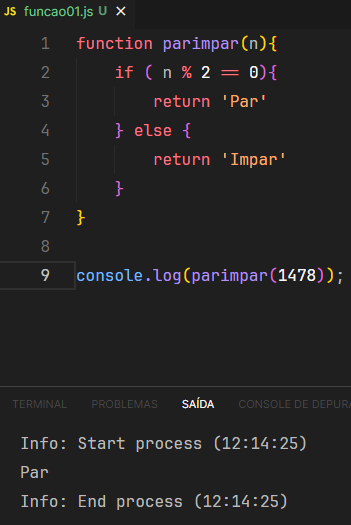 JS funcao01.js U ×
1 function parimpar(n){
2 if ( n % 2 == 0){
3 return 'Par'
4 } else {
5 return 'Impar'
6 }
7 }
8
9 console.log(parimpar(1478));
TERMINAL PROBLEMAS SAÍDA CONSOLE DE DEPURA
Info: Start process (12:14:25)
Par
Info: End process (12:14:25)